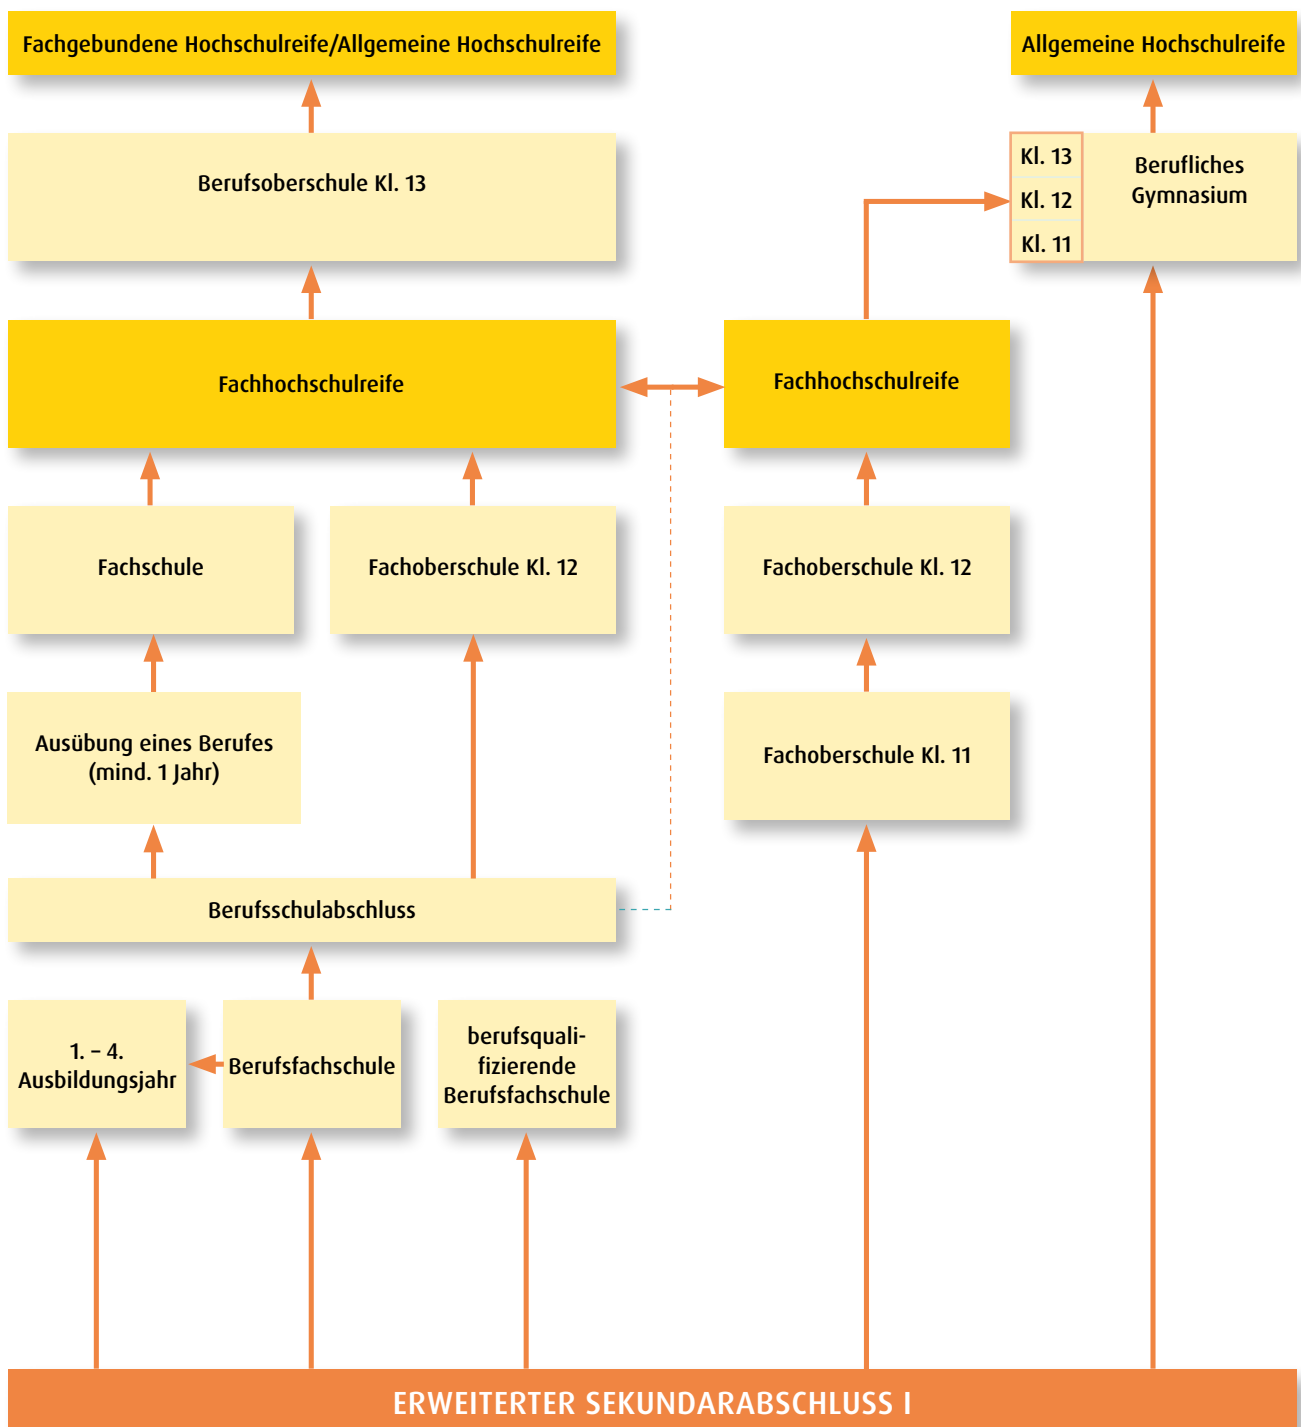 Fachgebundene Hochschulreife/Allgemeine Hochschulreife
Allgemeine Hochschulreife
Berufsoberschule Kl. 13
Kl. 13
Kl. 12
Kl. 11
Berufliches
Gymnasium
Fachhochschulreife
Fachhochschulreife
Fachschule
Fachoberschule Kl. 12
Fachoberschule Kl. 12
Ausübung eines Berufes
(mind. 1 Jahr)
Fachoberschule Kl. 11
Berufsschulabschluss
1. – 4.
Ausbildungsjahr
Berufsfachschule
berufsquali-
fizierende
Berufsfachschule
ERWEITERTER SEKUNDARABSCHLUSS I